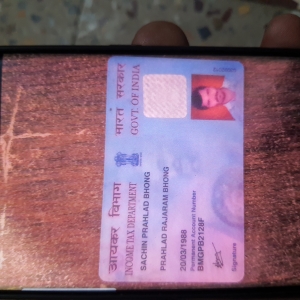 आयकर विभाग भारत सरकार
INCOME TAX DEPARTMENT GOVT. OF INDIA
SACHIN PRAHLAD BHONG
PRAHLAD RAJARAM BHONG
20/03/1988
Permanent Account Number
BMGPB2128F
Signature